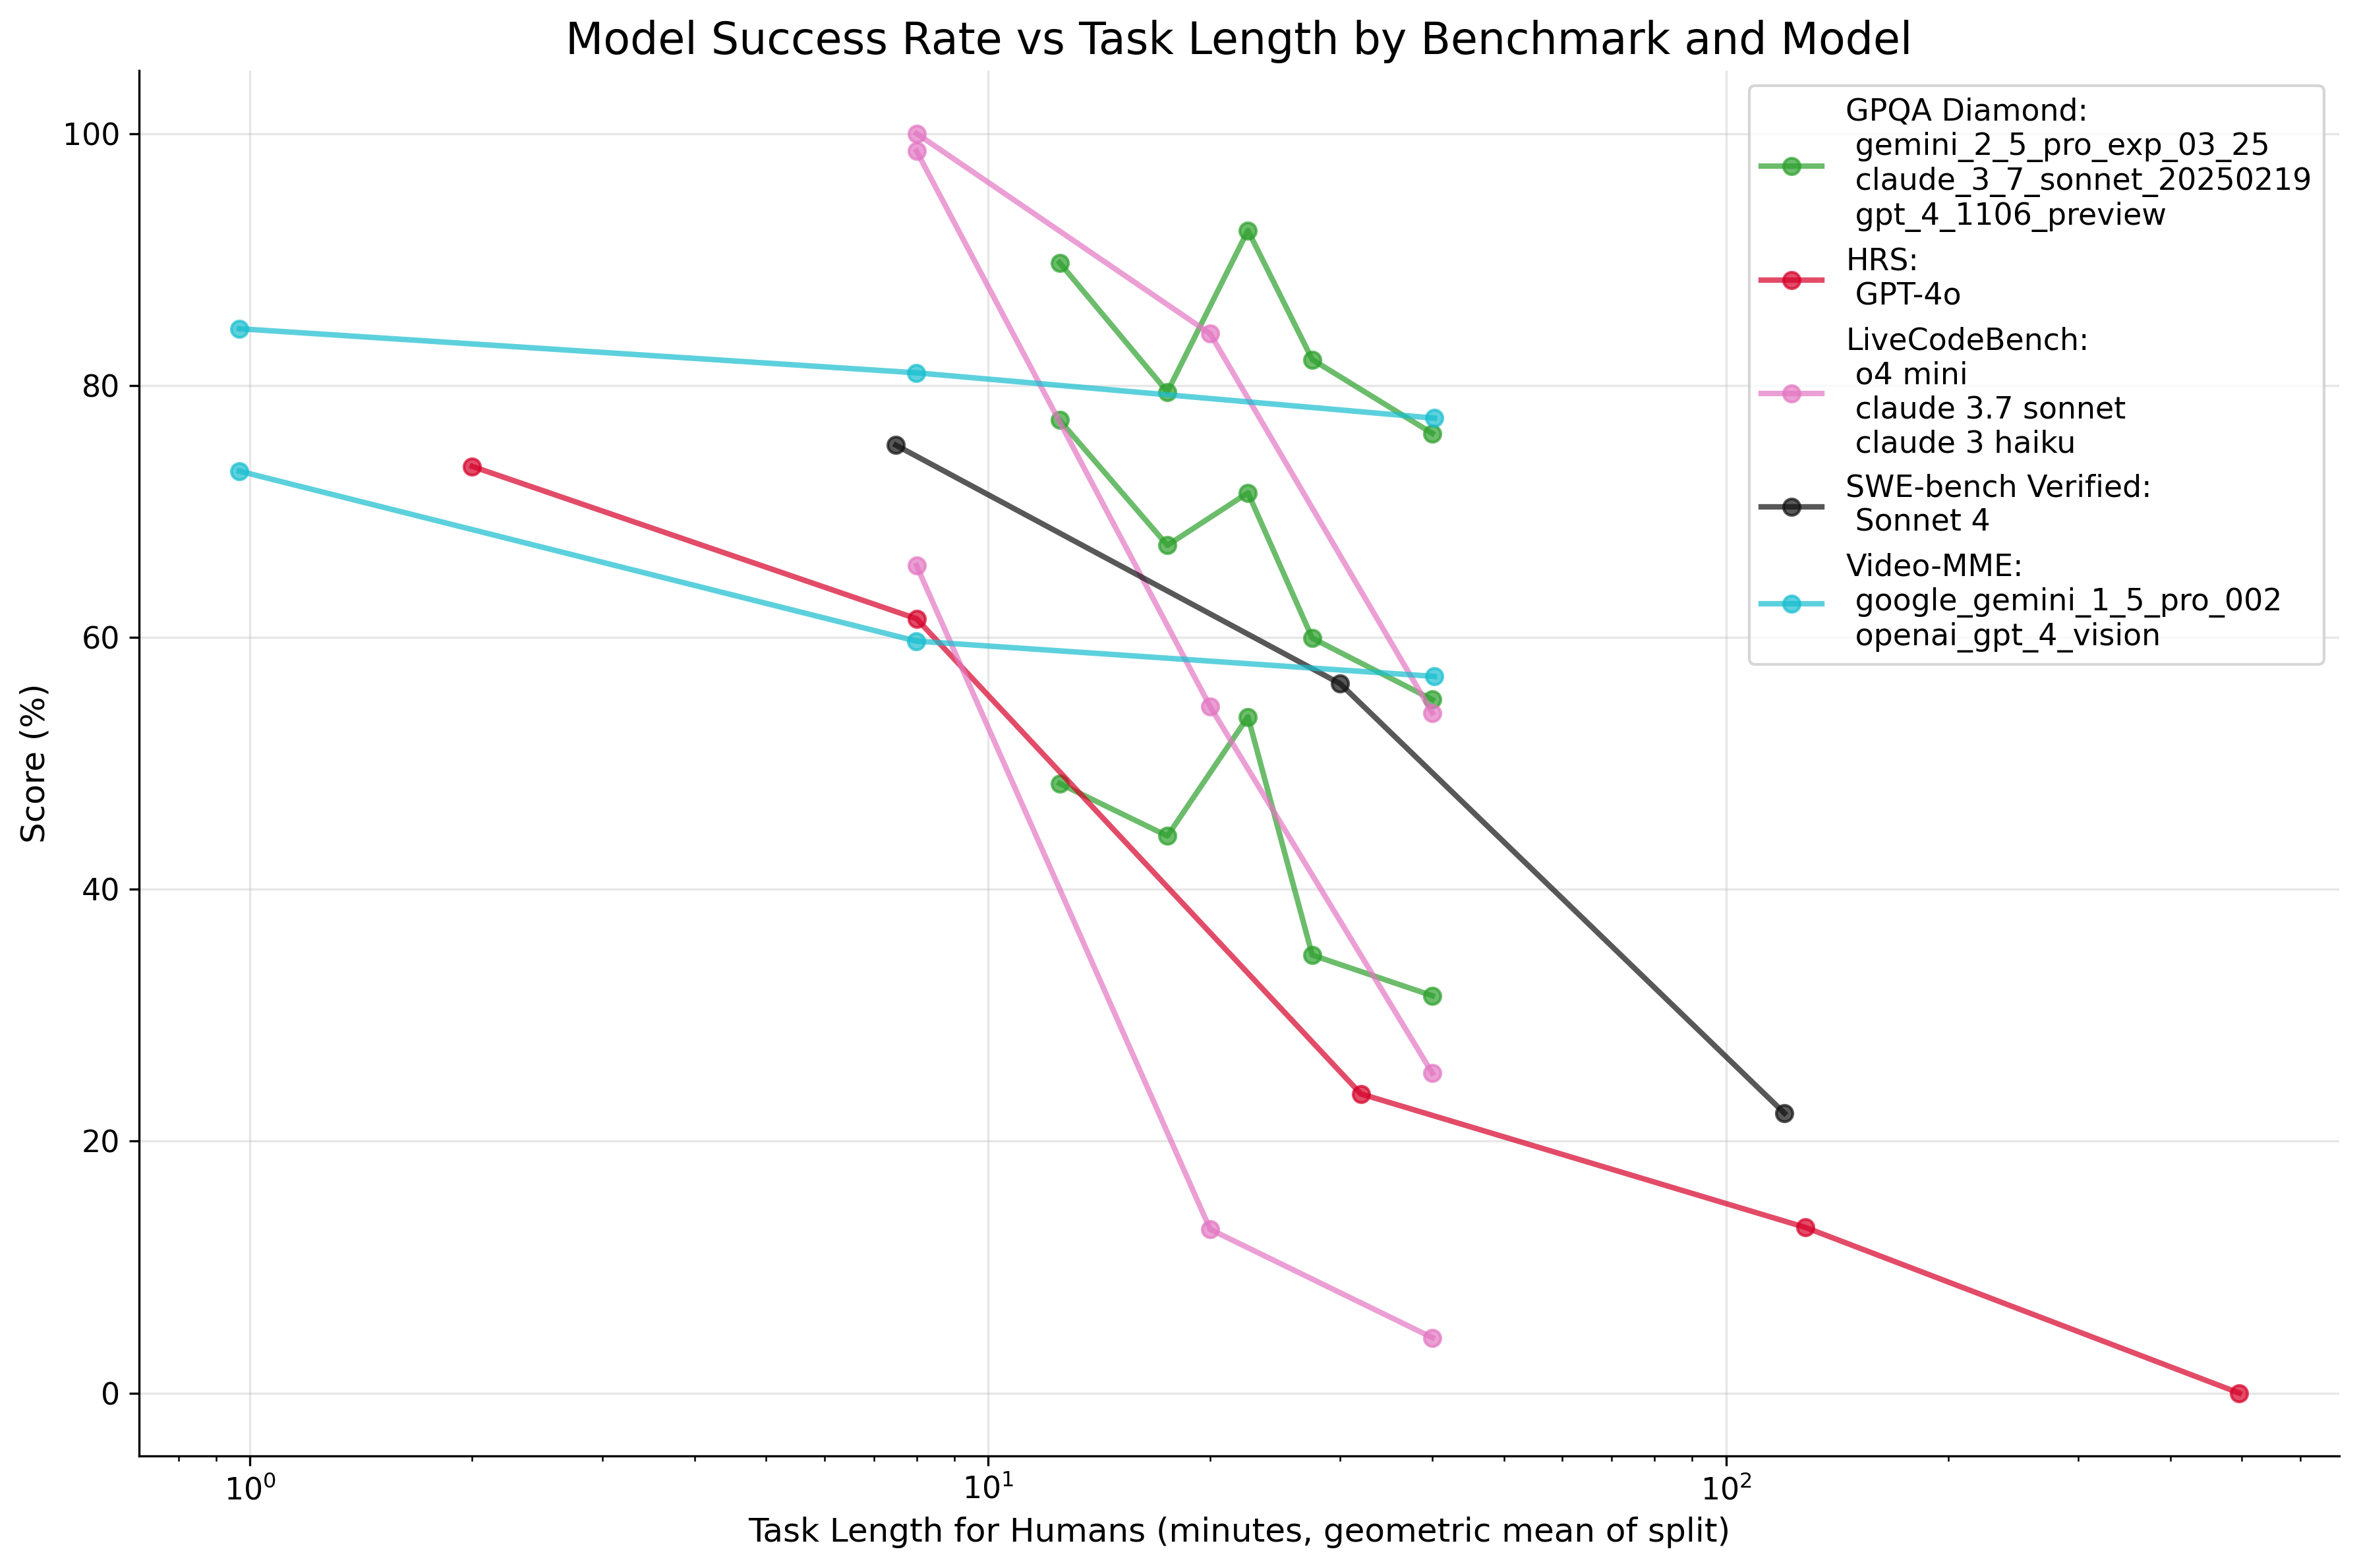 Model Success Rate vs Task Length by Benchmark and Model
100
80
60
40
20
0
Score (%)
10⁰
10¹
10²
Task Length for Humans (minutes, geometric mean of split)
GPQA Diamond:
gemini_2_5_pro_exp_03_25
claude_3_7_sonnet_20250219
gpt_4_1106_preview
HRS:
GPT-4o
LiveCodeBench:
o4 mini
claude 3.7 sonnet
claude 3 haiku
SWE-bench Verified:
Sonnet 4
Video-MME:
google_gemini_1_5_pro_002
openai_gpt_4_vision